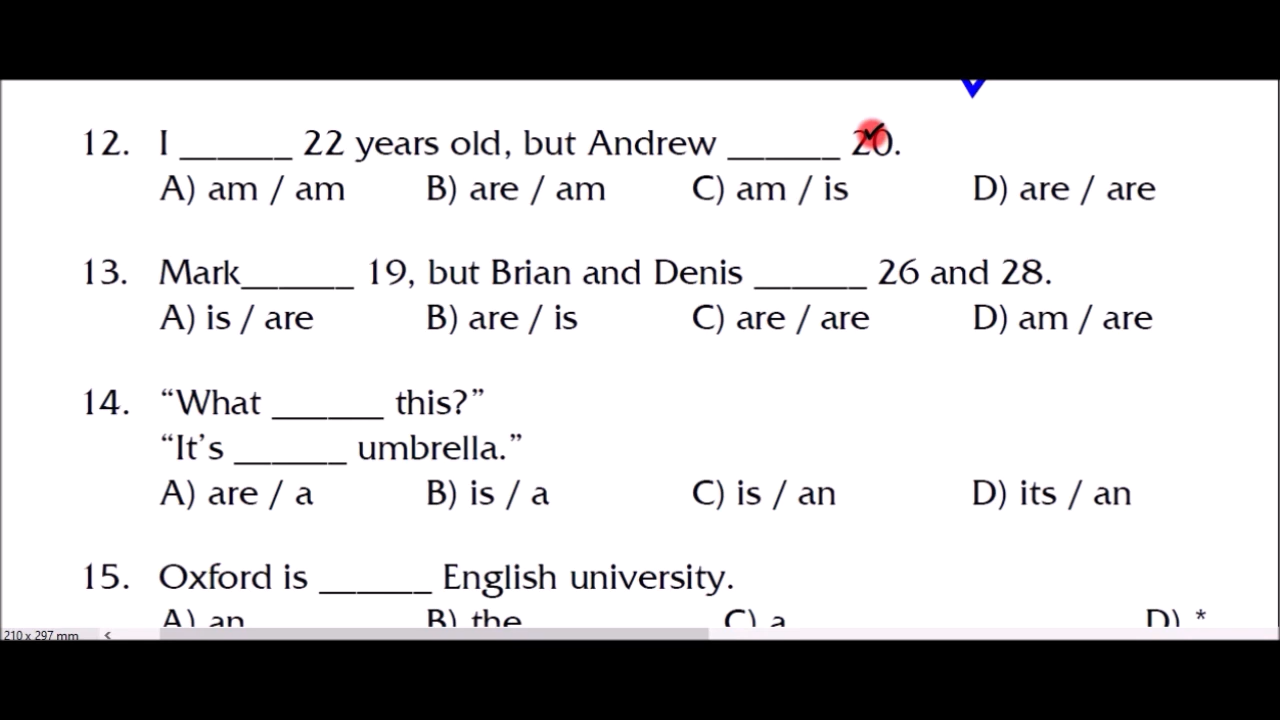 12. I ______ 22 years old, but Andrew ______ 20.
A) am / am B) are / am C) am / is D) are / are
13. Mark______ 19, but Brian and Denis ______ 26 and 28.
A) is / are B) are / is C) are / are D) am / are
14. “What ______ this?”
“It’s ______ umbrella.”
A) are / a B) is / a C) is / an D) its / an
15. Oxford is ______ English university.
A) an B) the C) a D) *
210 x 297 mm